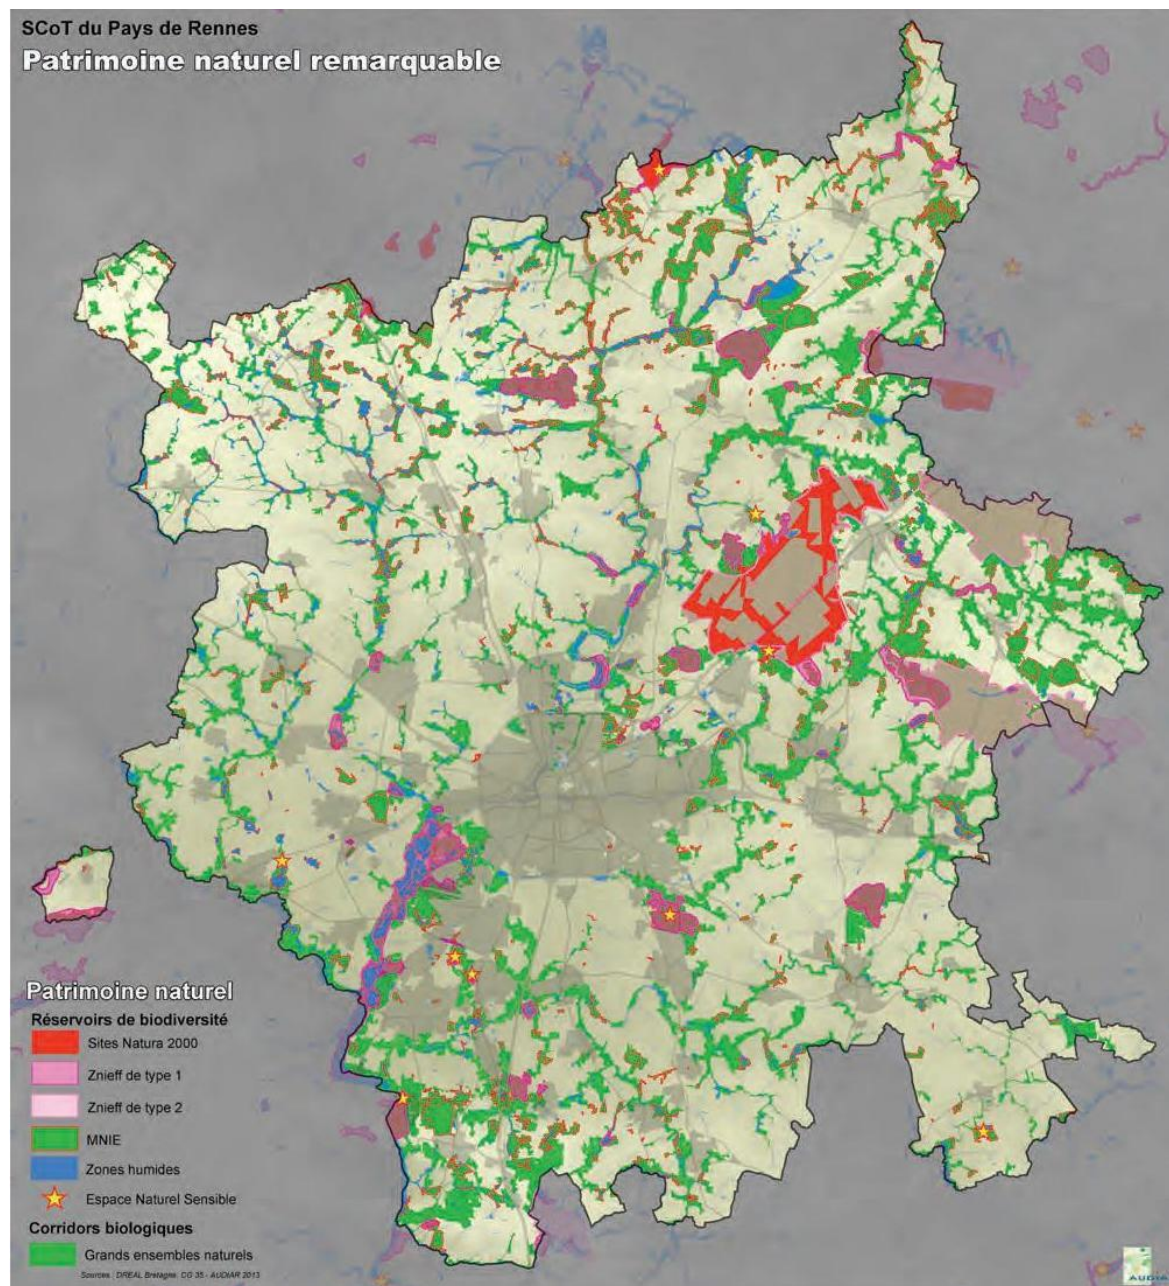 SCoT du Pays de Rennes
Patrimoine naturel remarquable
Patrimoine naturel
Réservoirs de biodiversité
Sites Natura 2000
Znieff de type 1
Znieff de type 2
MNIE
Zones humides
Espace Naturel Sensible
Corridors biologiques
Grands ensembles naturels
Sources : DREAL Bretagne, CG 35 - AUDIAR 2013
AUDIAR